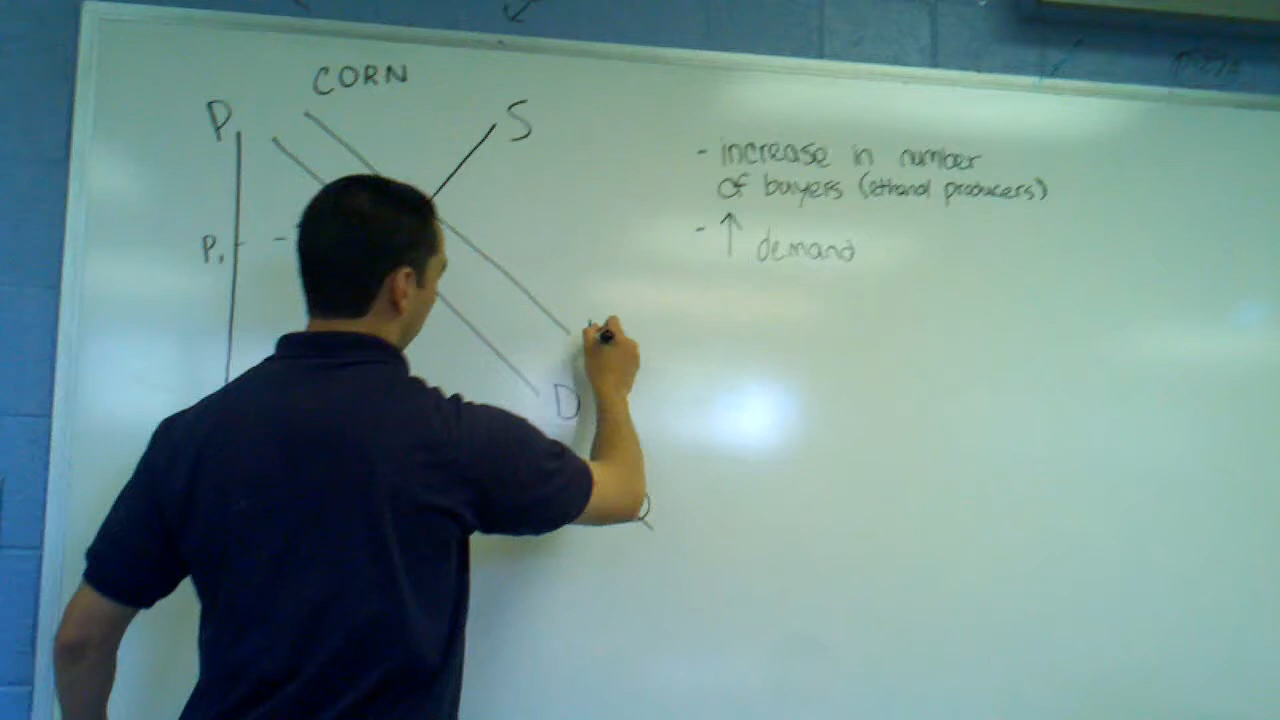 CORN
P
S
P₁
D
Q
- increase in number
of buyers (ethanol producers)
- ↑ demand